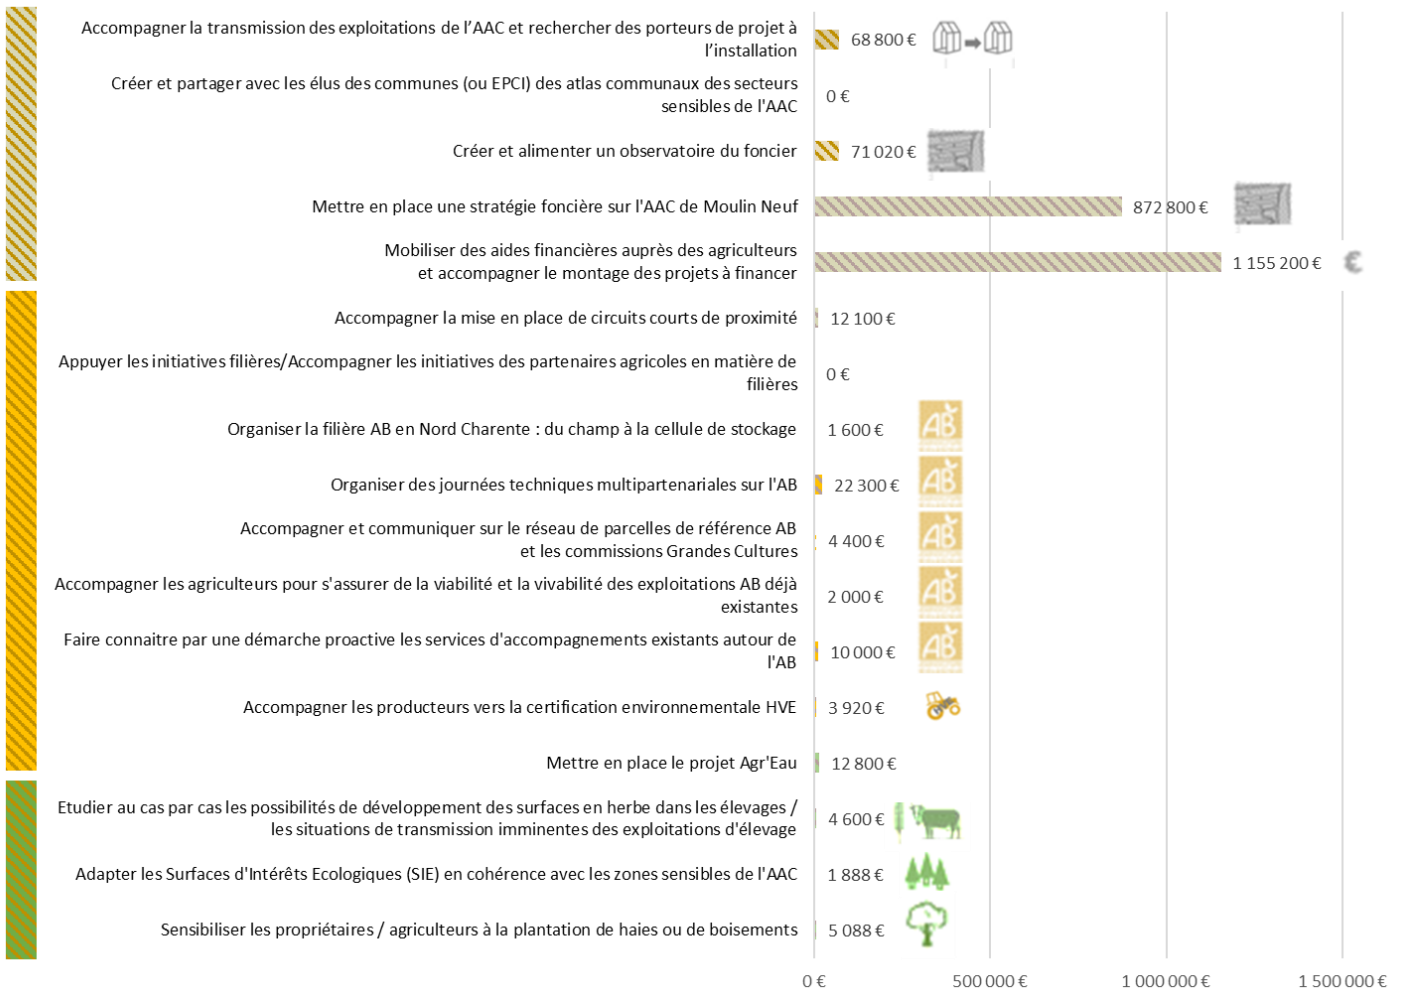 Accompagner la transmission des exploitations de l’AAC et rechercher des porteurs de projet à
l’installation
68 800 €
Créer et partager avec les élus des communes (ou EPCI) des atlas communaux des secteurs
sensibles de l'AAC
0 €
Créer et alimenter un observatoire du foncier
71 020 €
Mettre en place une stratégie foncière sur l'AAC de Moulin Neuf
872 800 €
Mobiliser des aides financières auprès des agriculteurs
et accompagner le montage des projets à financer
1 155 200 €
€
Accompagner la mise en place de circuits courts de proximité
12 100 €
Appuyer les initiatives filières/Accompagner les initiatives des partenaires agricoles en matière de
filières
0 €
Organiser la filière AB en Nord Charente : du champ à la cellule de stockage
1 600 €
AB
Organiser des journées techniques multipartenariales sur l'AB
22 300 €
AB
Accompagner et communiquer sur le réseau de parcelles de référence AB
et les commissions Grandes Cultures
4 400 €
AB
Accompagner les agriculteurs pour s'assurer de la viabilité et la vivabilité des exploitations AB déjà
existantes
2 000 €
AB
Faire connaitre par une démarche proactive les services d'accompagnements existants autour de
l'AB
10 000 €
AB
Accompagner les producteurs vers la certification environnementale HVE
3 920 €
HVE
Mettre en place le projet Agr'Eau
12 800 €
Etudier au cas par cas les possibilités de développement des surfaces en herbe dans les élevages /
les situations de transmission imminentes des exploitations d'élevage
4 600 €
Adapter les Surfaces d'Intérêts Ecologiques (SIE) en cohérence avec les zones sensibles de l'AAC
1 888 €
Sensibiliser les propriétaires / agriculteurs à la plantation de haies ou de boisements
5 088 €
0 €
500 000 €
1 000 000 €
1 500 000 €